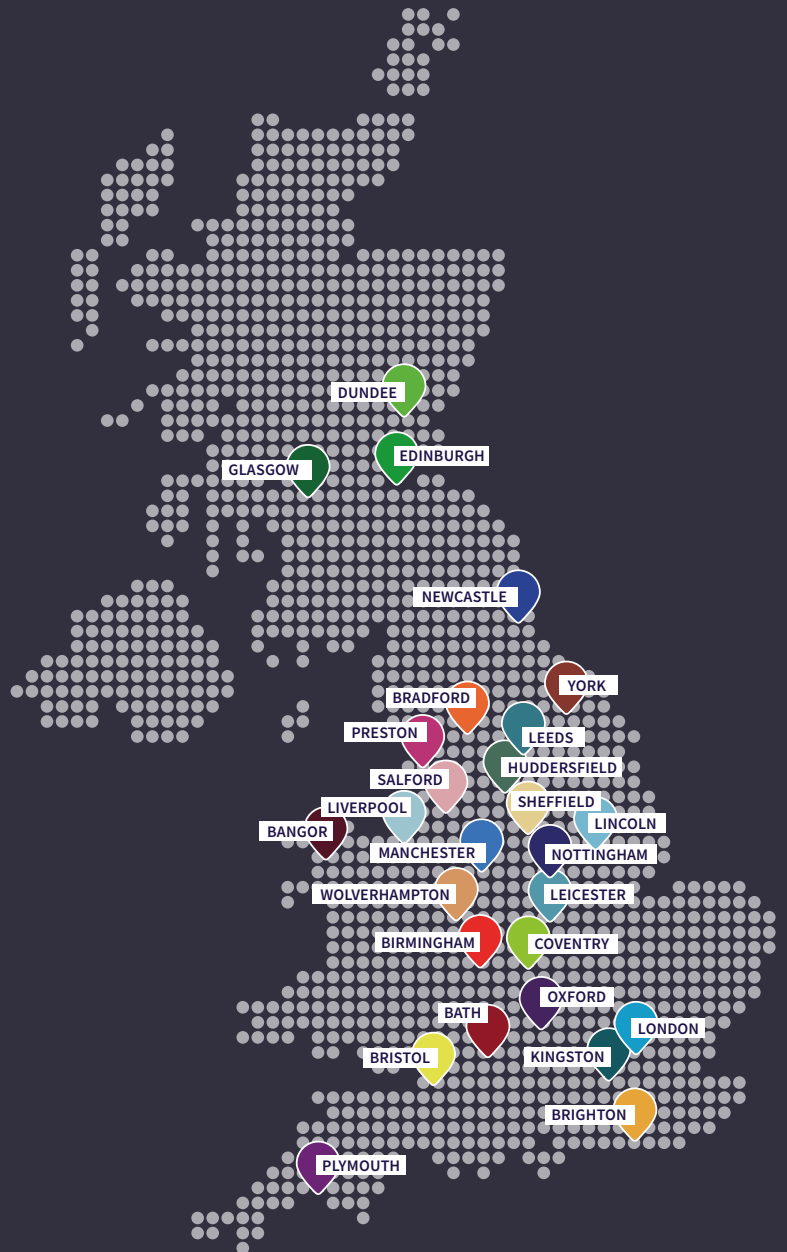 DUNDEE
EDINBURGH
GLASGOW
NEWCASTLE
YORK
BRADFORD
PRESTON
LEEDS
HUDDERSFIELD
SALFORD
SHEFFIELD
LIVERPOOL
LINCOLN
BANGOR
MANCHESTER
NOTTINGHAM
WOLVERHAMPTON
LEICESTER
BIRMINGHAM
COVENTRY
OXFORD
BATH
LONDON
BRISTOL
KINGSTON
BRIGHTON
PLYMOUTH